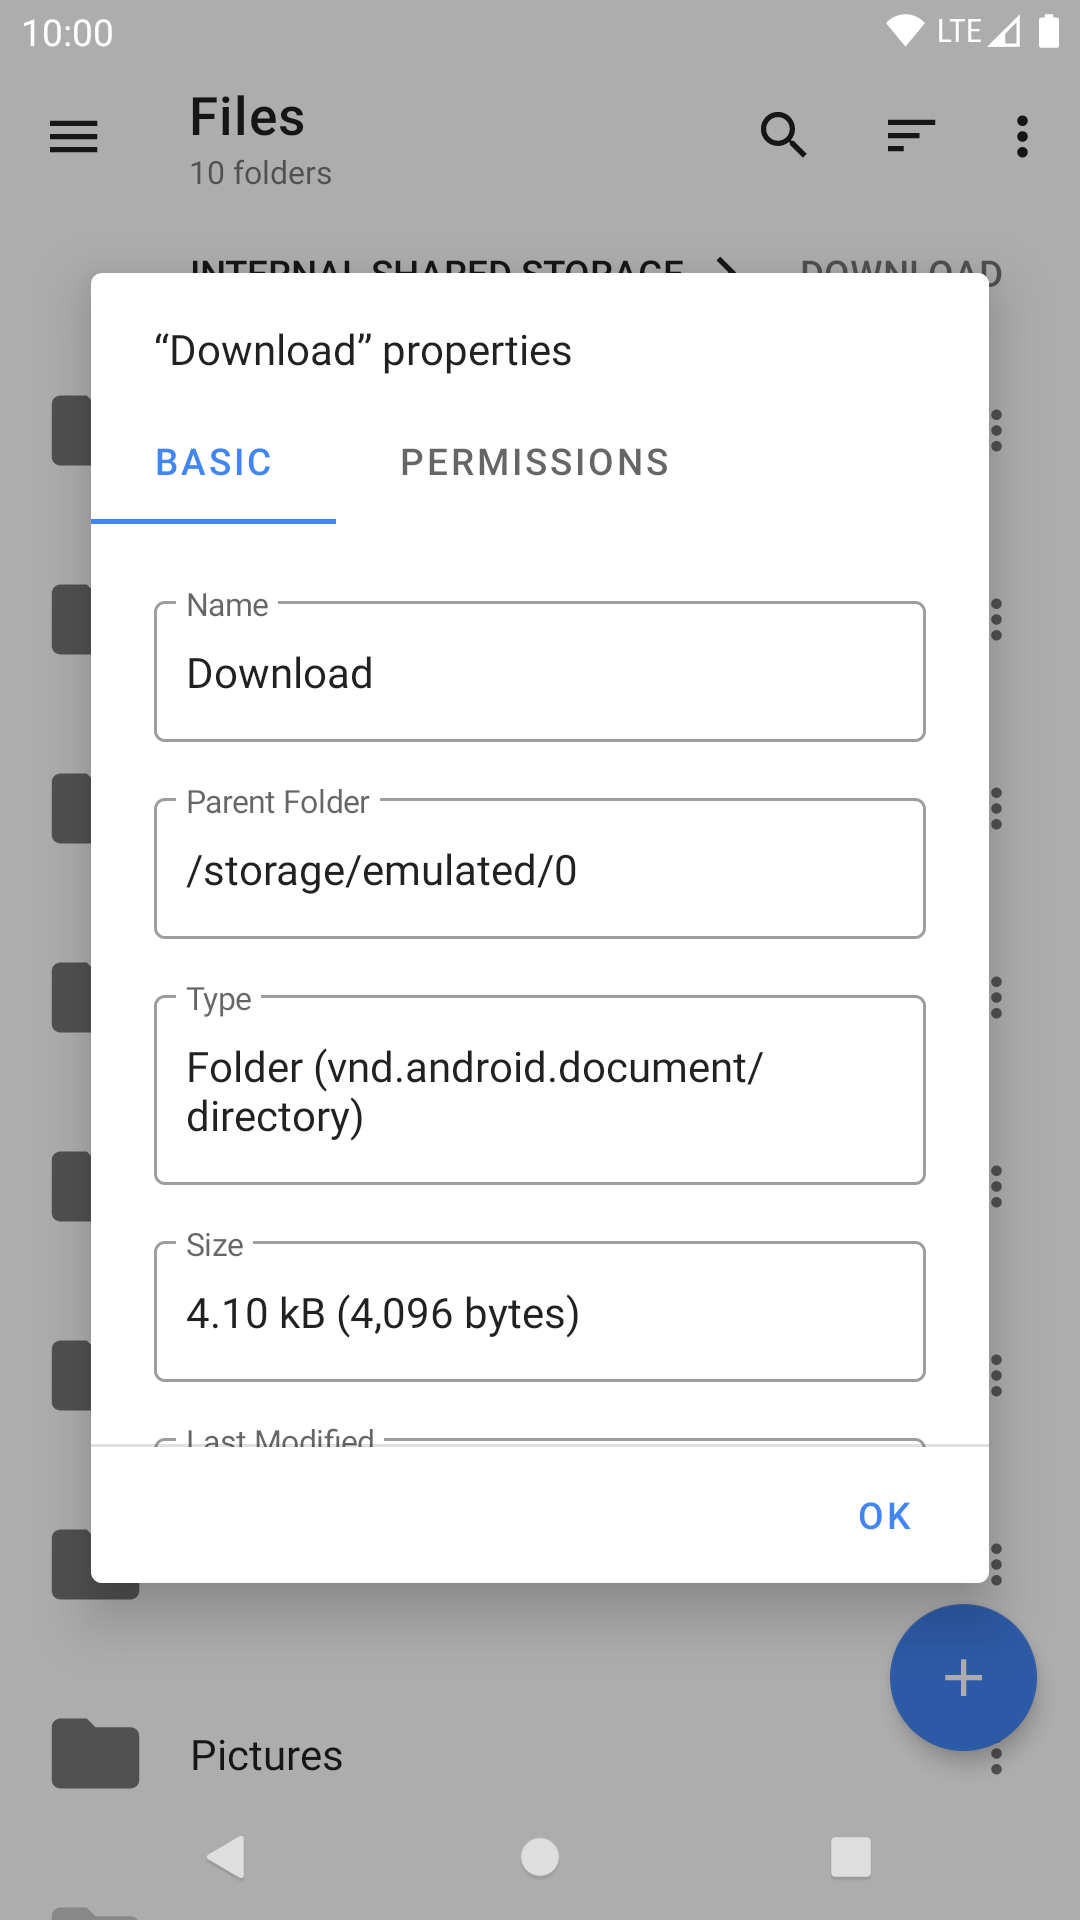 10:00
LTE
Files
10 folders
INTERNAL SHARED STORAGE
DOWNLOAD
“Download” properties
BASIC
PERMISSIONS
Name
Download
Parent Folder
/storage/emulated/0
Type
Folder (vnd.android.document/
directory)
Size
4.10 kB (4,096 bytes)
Last Modified
OK
Pictures